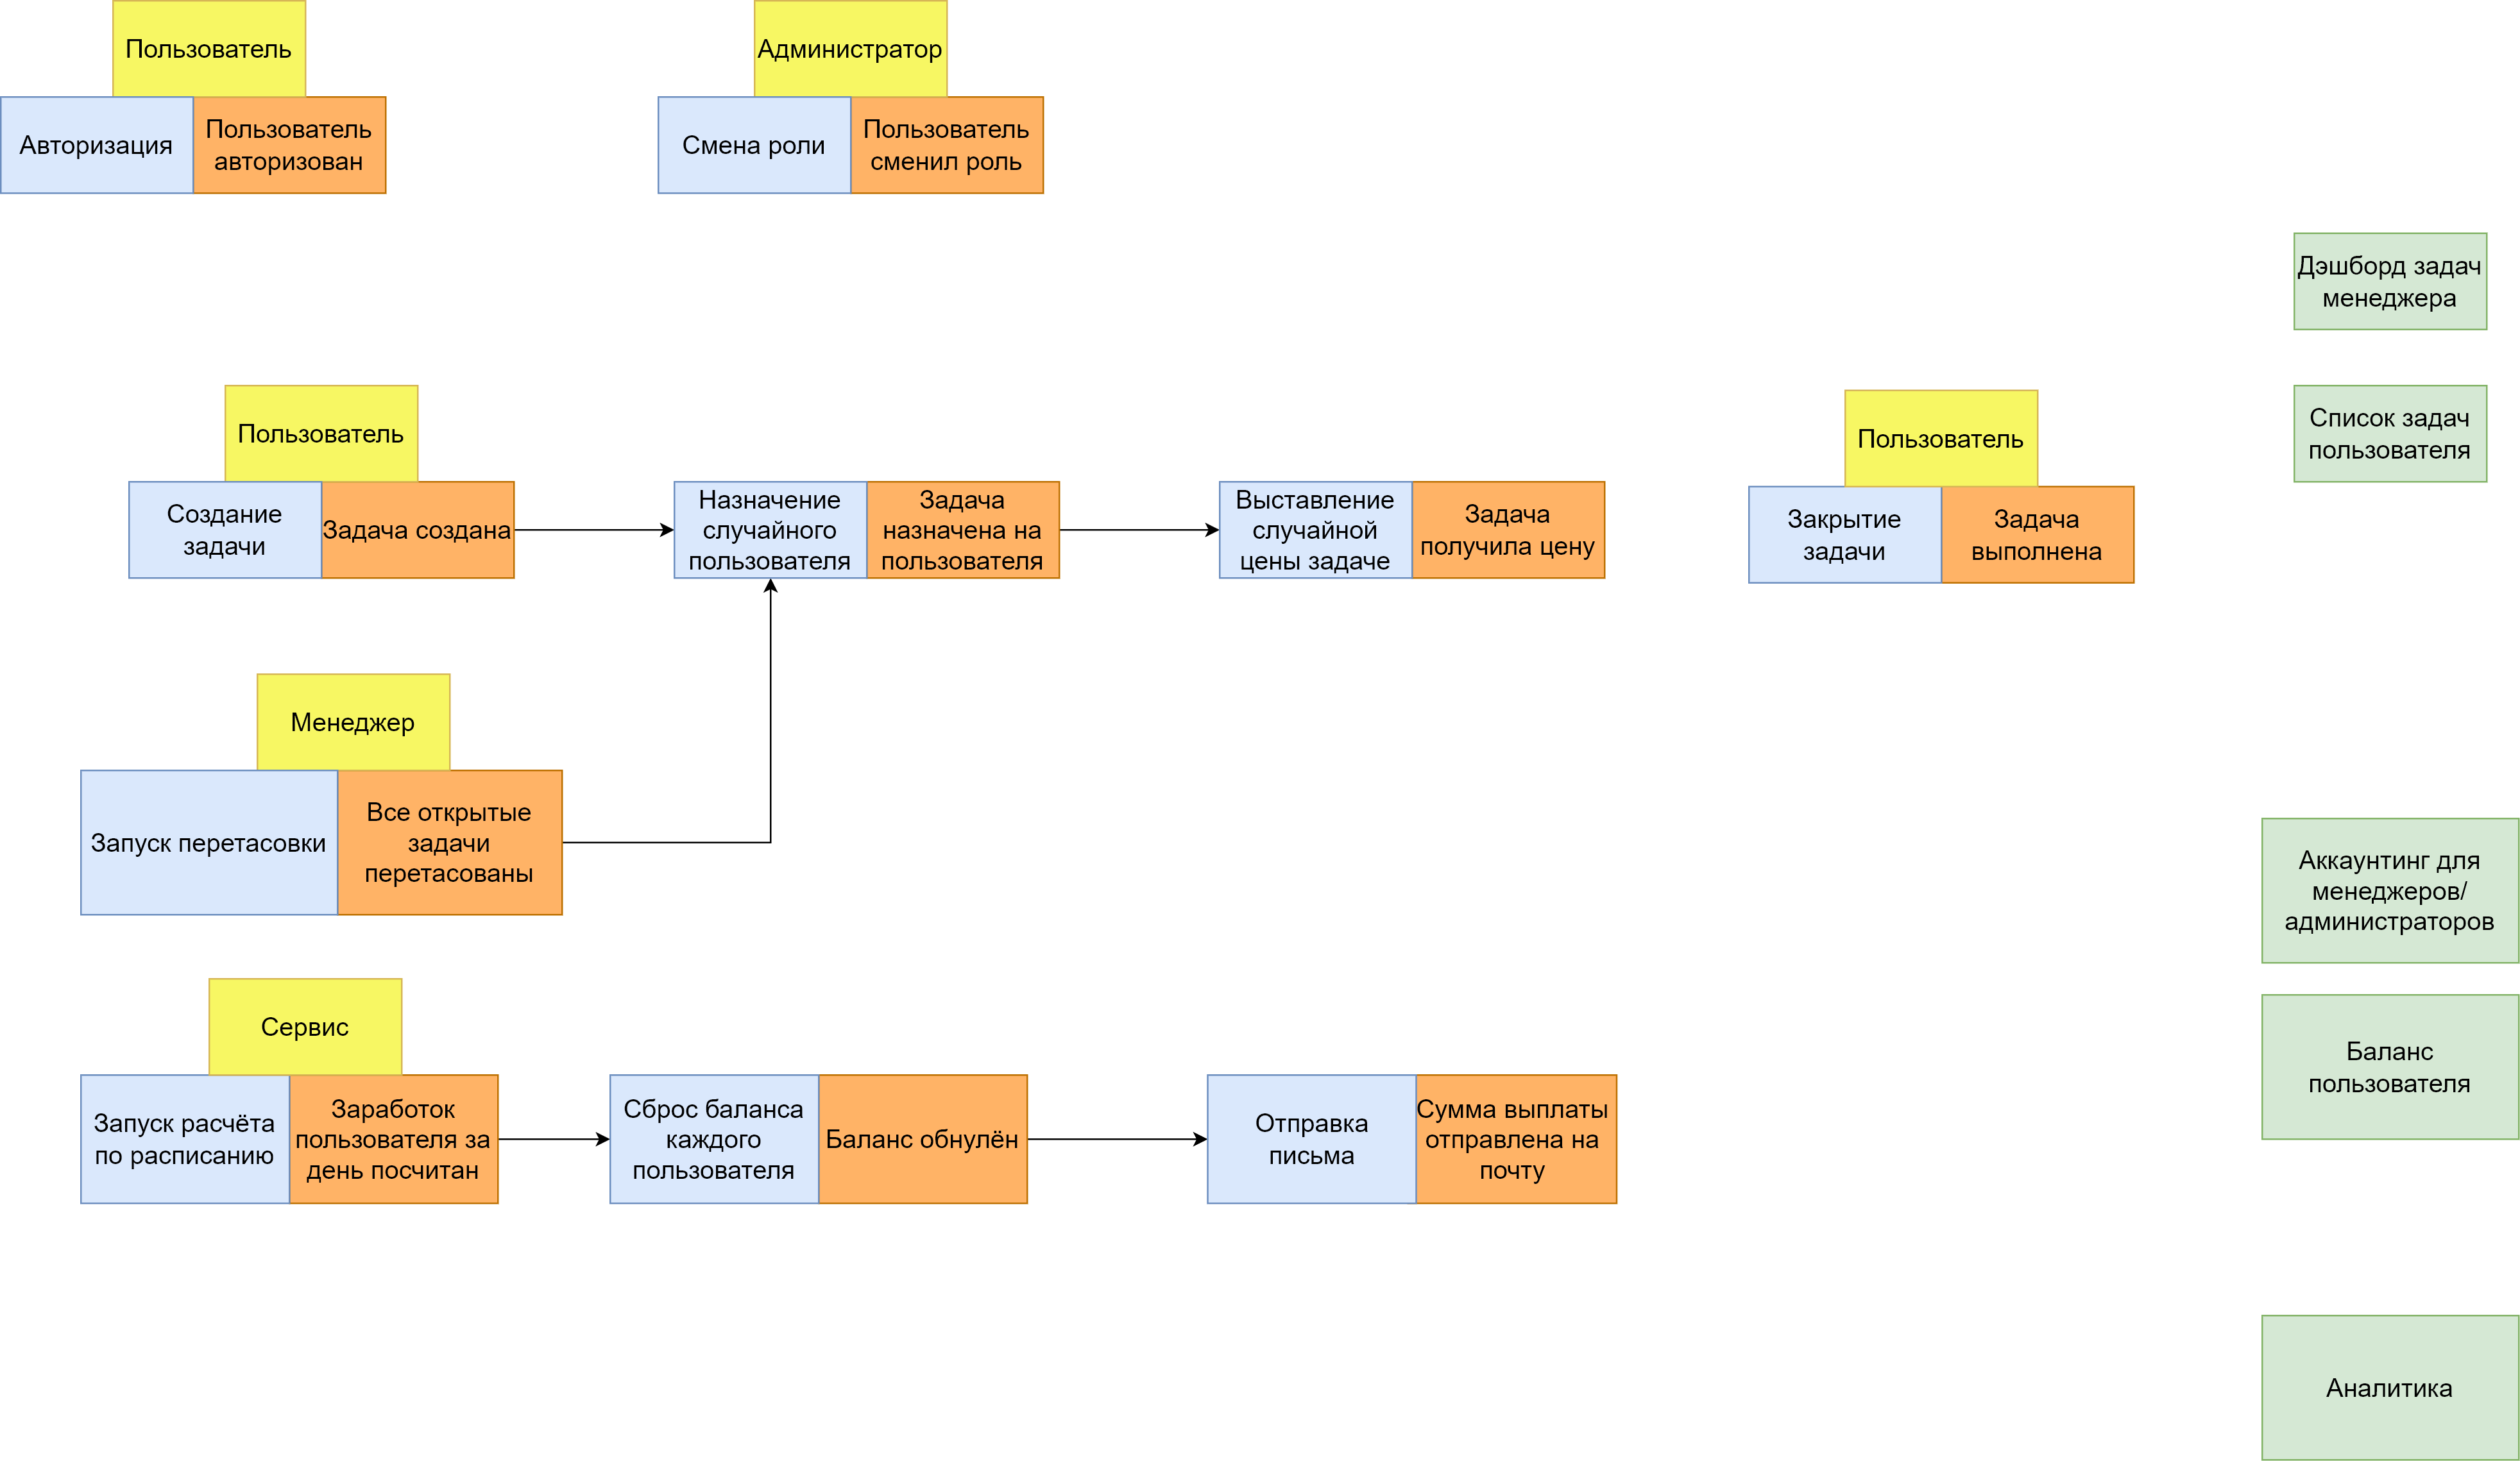 Пользователь
Авторизация
Пользователь
авторизован
Администратор
Смена роли
Пользователь
сменил роль
Дэшборд задач
менеджера
Список задач
пользователя
Пользователь
Создание
задачи
Задача создана
Назначение
случайного
пользователя
Задача
назначена на
пользователя
Выставление
случайной
цены задаче
Задача
получила цену
Пользователь
Закрытие
задачи
Задача
выполнена
Менеджер
Запуск перетасовки
Все открытые
задачи
перетасованы
Аккаунтинг для
менеджеров/
администраторов
Сервис
Запуск расчёта
по расписанию
Заработок
пользователя за
день посчитан
Сброс баланса
каждого
пользователя
Баланс обнулён
Отправка
письма
Сумма выплаты
отправлена на
почту
Баланс
пользователя
Аналитика